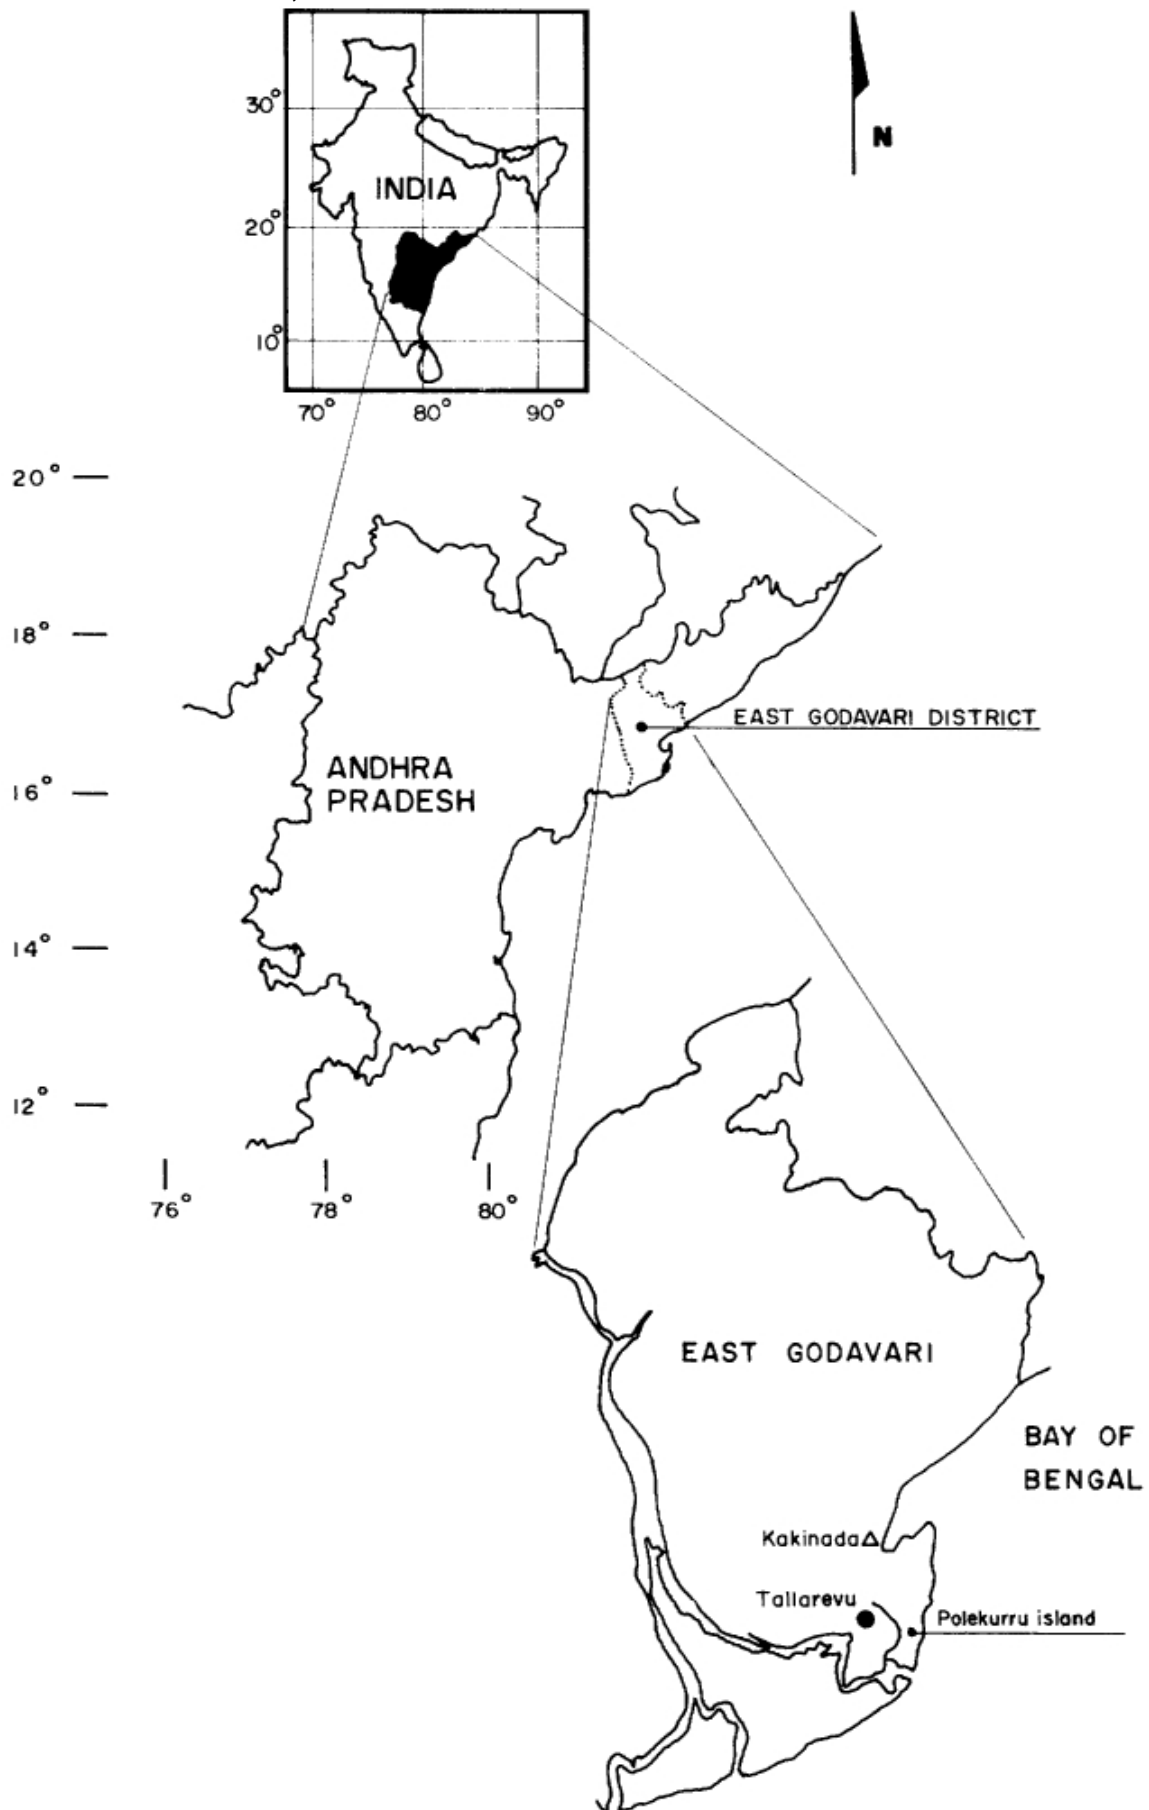 N
30°
INDIA
20°
10°
70° 80° 90°
20°
18°
EAST GODAVARI DISTRICT
ANDHRA
PRADESH
16°
14°
12°
76° 78° 80°
EAST GODAVARI
BAY OF
BENGAL
Kakinada
Tallarevu
Polekurru island